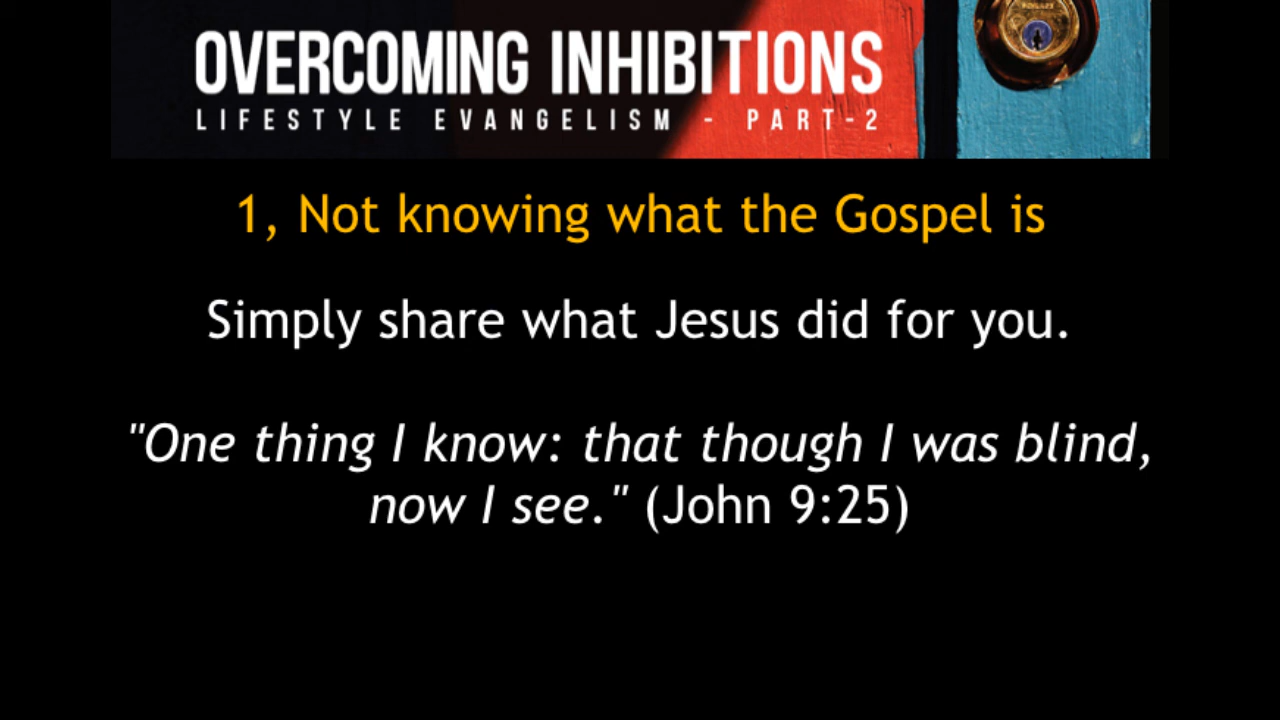 OVERCOMING INHIBITIONS
LIFESTYLE EVANGELISM - PART-2
1, Not knowing what the Gospel is
Simply share what Jesus did for you.
"One thing I know: that though I was blind,
now I see." (John 9:25)